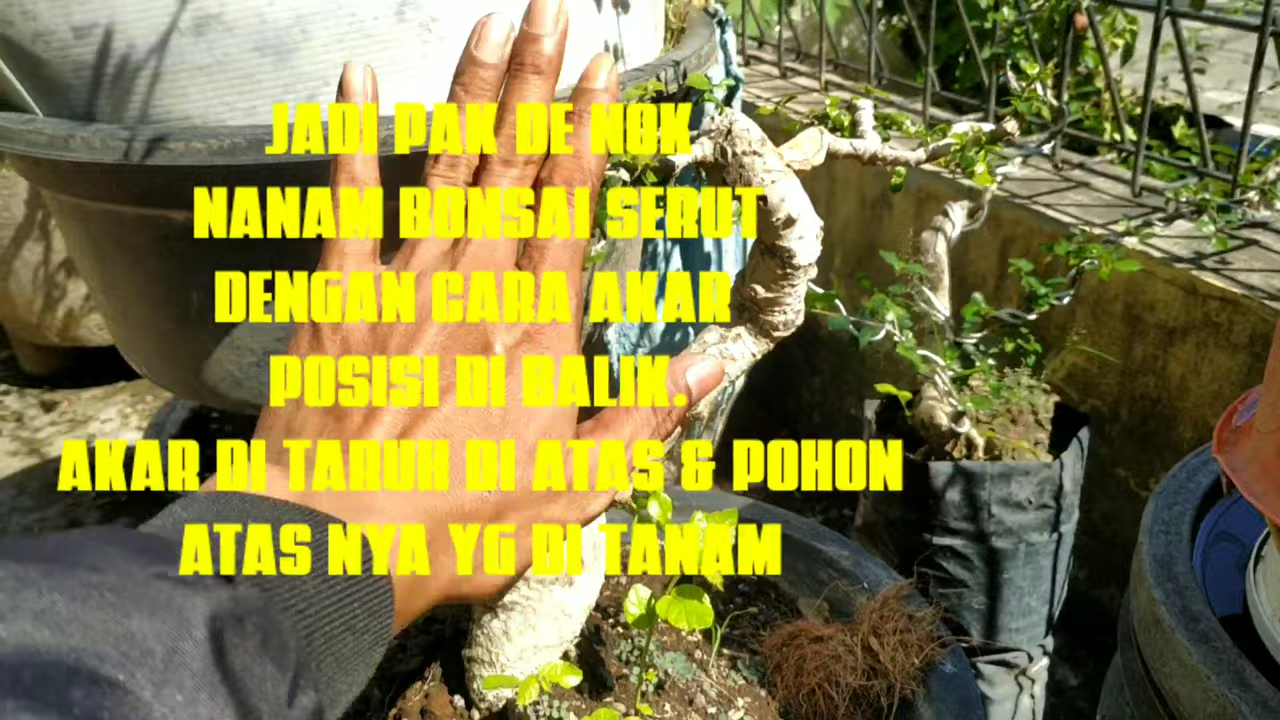 JADI PAK DE NOK
NANAM BONSAI SERUT
DENGAN CARA AKAR
POSISI DI BALIK.
AKAR DI TARUH DI ATAS & POHON
ATAS NYA YG DI TANAM